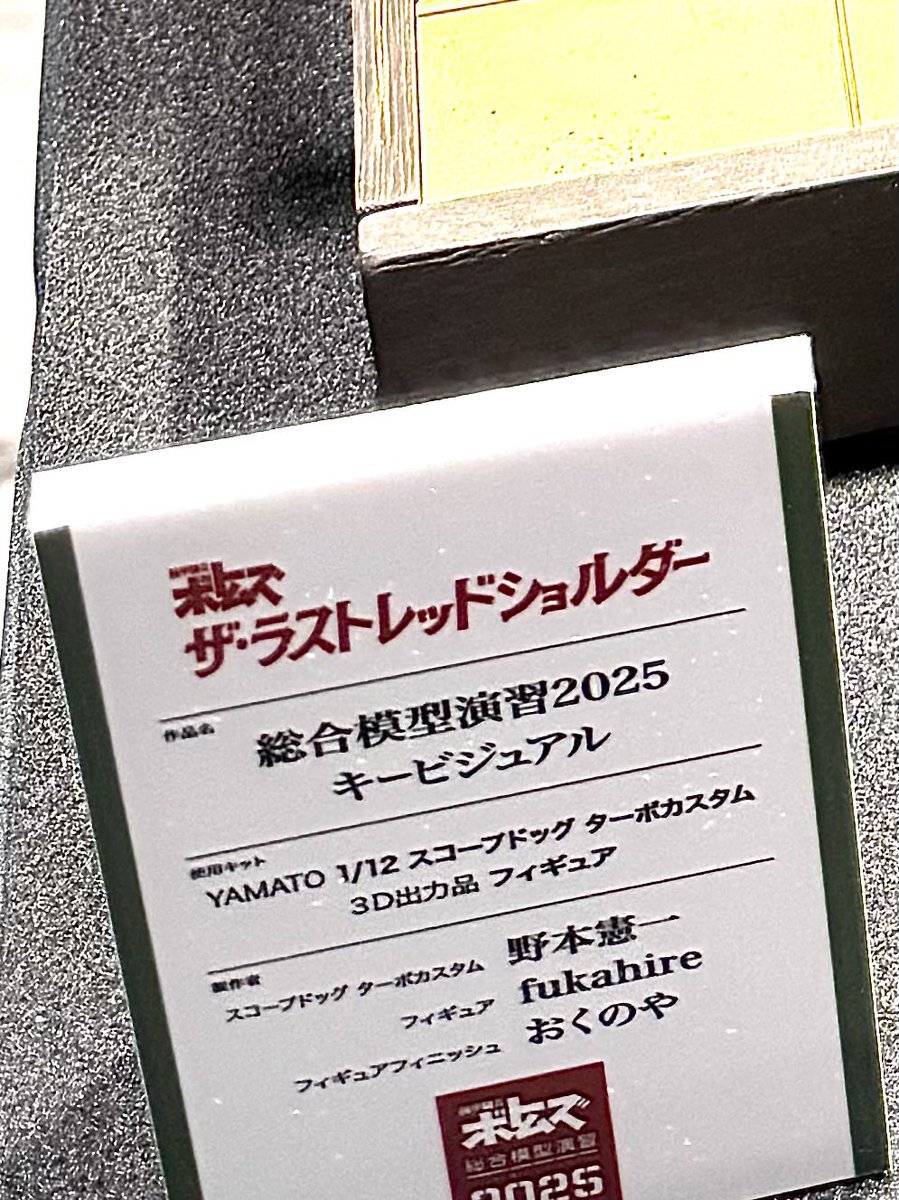 ボトムズ
ザ・ラストレッドショルダー
作品名
総合模型演習2025
キービジュアル
使用キット
YAMATO 1/12 スコープドッグ ターボカスタム
3D出力品 フィギュア
製作者
スコープドッグ ターボカスタム 野本憲一
フィギュア fukahire
フィギュアフィニッシュ おくのや
ボトムズ
総合模型演習
2025